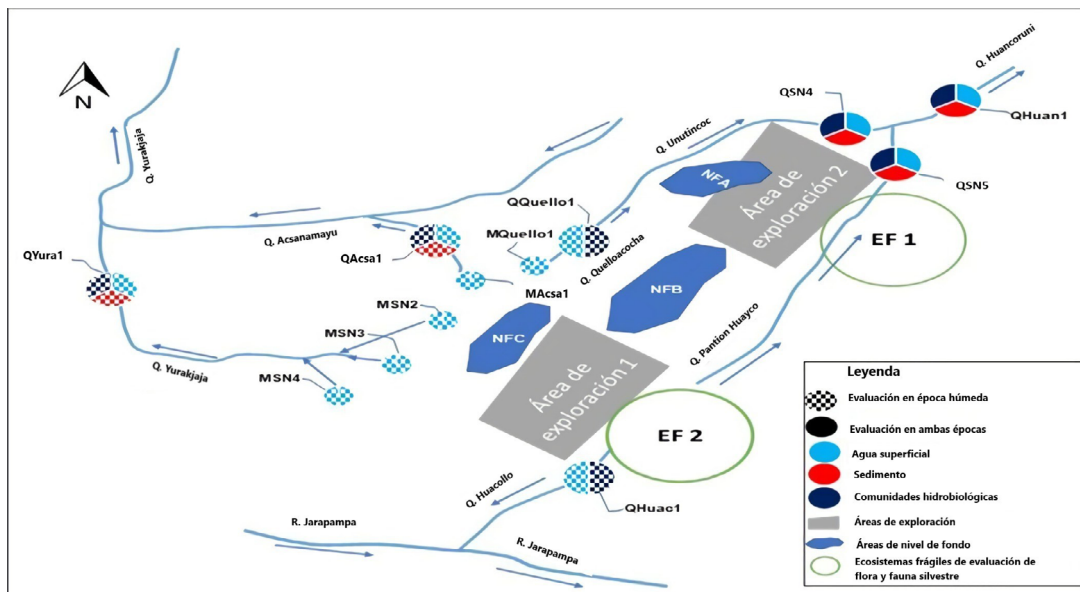 Q. Huancoruni
QSN4
QHuan1
N
Q. Yurakjaja
Q. Unutincoc
QSN5
NFA
Área de
exploración 2
QQuello1
MQuello1
Q. Acsanamayu
QAcsa1
Q. Quelloacocha
EF 1
QYura1
MAcsa1
NFB
MSN2
MSN3
NFC
Q. Pantion Huayco
Q. Yurakjaja
MSN4
Área de
exploración 1
EF 2
Q. Huacollo
QHuac1
R. Jarapampa
R. Jarapampa
Leyenda
Evaluación en época húmeda
Evaluación en ambas épocas
Agua superficial
Sedimento
Comunidades hidrobiológicas
Áreas de exploración
Áreas de nivel de fondo
Ecosistemas frágiles de evaluación de
flora y fauna silvestre